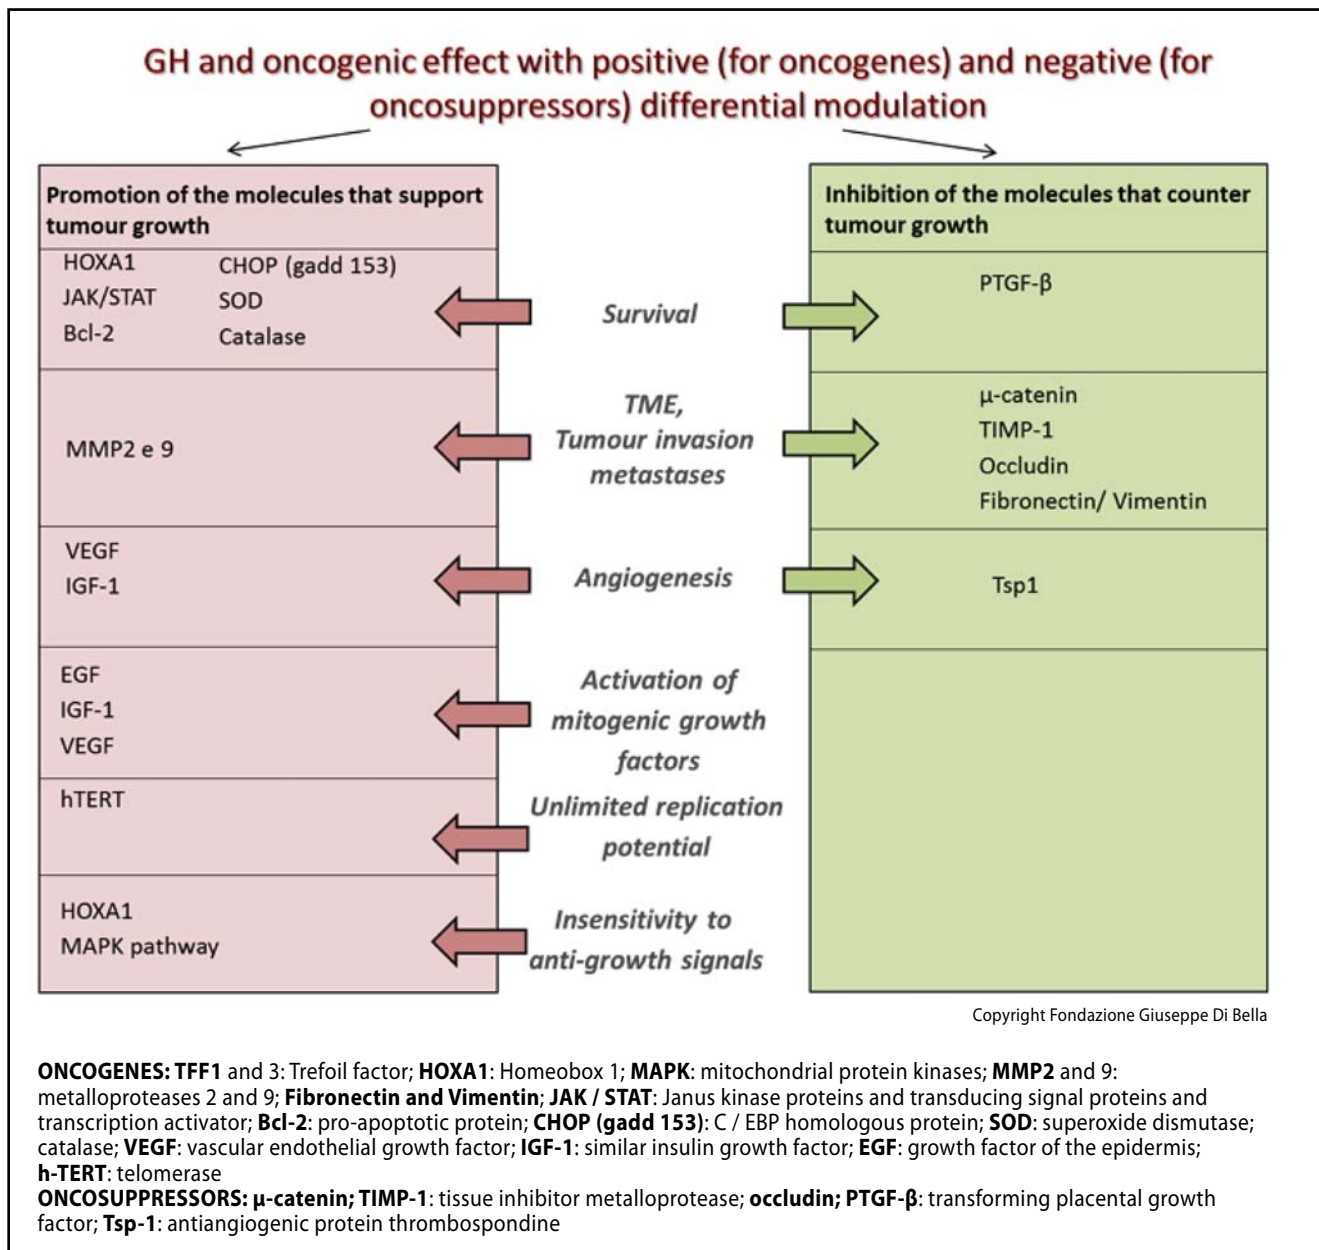 GH and oncogenic effect with positive (for oncogenes) and negative (for
oncosuppressors) differential modulation
Promotion of the molecules that support
tumour growth
HOXA1
JAK/STAT
Bcl-2
CHOP (gadd 153)
SOD
Catalase
Survival
Inhibition of the molecules that counter
tumour growth
PTGF-β
MMP2 e 9
TME,
Tumour invasion
metastases
μ-catenin
TIMP-1
Occludin
Fibronectin/ Vimentin
VEGF
IGF-1
Angiogenesis
Tsp1
EGF
IGF-1
VEGF
Activation of
mitogenic growth
factors
hTERT
Unlimited replication
potential
HOXA1
MAPK pathway
Insensitivity to
anti-growth signals
Copyright Fondazione Giuseppe Di Bella
ONCOGENES: TFF1 and 3: Trefoil factor; HOXA1: Homeobox 1; MAPK: mitochondrial protein kinases; MMP2 and 9:
metalloproteases 2 and 9; Fibronectin and Vimentin; JAK / STAT: Janus kinase proteins and transducing signal proteins and
transcription activator; Bcl-2: pro-apoptotic protein; CHOP (gadd 153): C / EBP homologous protein; SOD: superoxide dismutase;
catalase; VEGF: vascular endothelial growth factor; IGF-1: similar insulin growth factor; EGF: growth factor of the epidermis;
h-TERT: telomerase
ONCOSUPPRESSORS: μ-catenin; TIMP-1: tissue inhibitor metalloprotease; occludin; PTGF-β: transforming placental growth
factor; Tsp-1: antiangiogenic protein thrombospondine